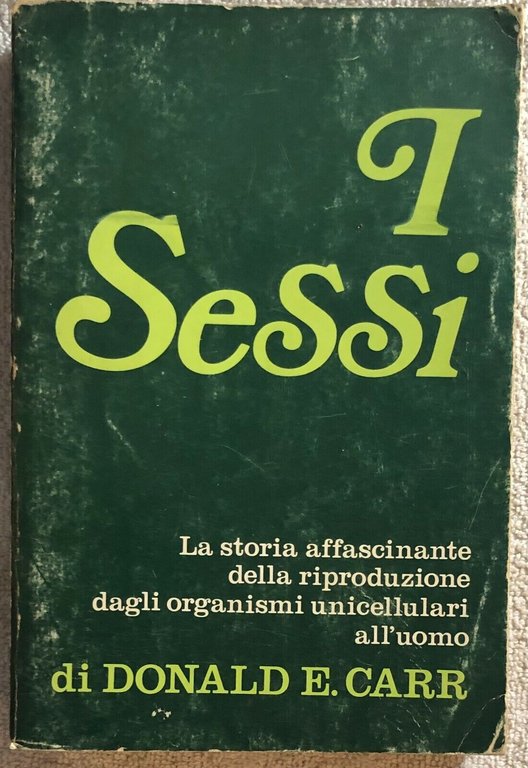 I
Sessi
La storia affascinante
della riproduzione
dagli organismi unicellulari
all'uomo
di DONALD E. CARR